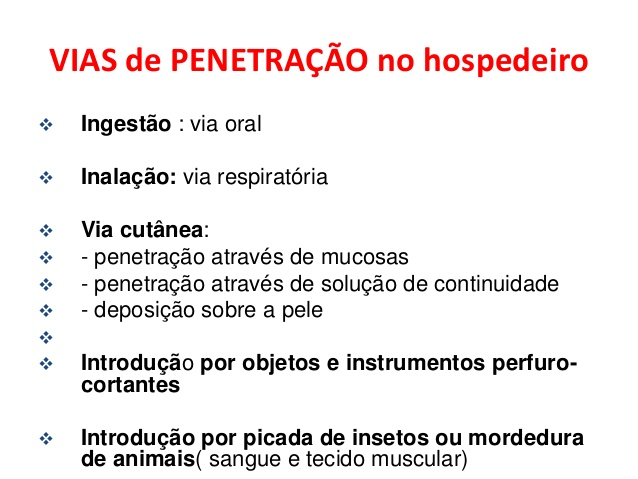 VIAS de PENETRAÇÃO no hospedeiro
❖ Ingestão : via oral
❖ Inalação: via respiratória
❖ Via cutânea:
❖ - penetração através de mucosas
❖ - penetração através de solução de continuidade
❖ - deposição sobre a pele
❖
❖ Introdução por objetos e instrumentos perfuro-
cortantes
❖ Introdução por picada de insetos ou mordedura
de animais( sangue e tecido muscular)